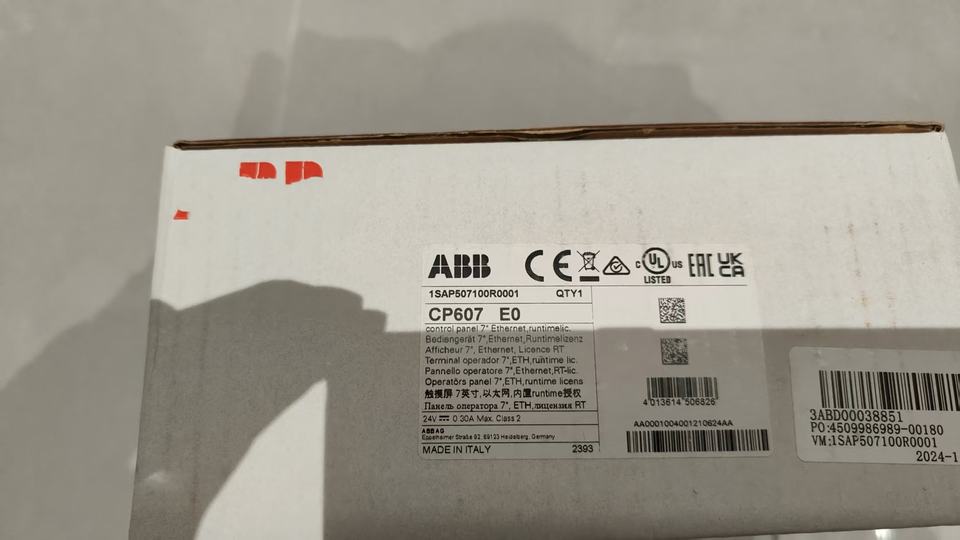 ABB
UL
C US
LISTED
EAC UK CA
1SAP507100R0001 QTY1
CP607 E0
control panel 7" Ethernet,runtimelic.
Bediengerät 7",Ethernet,Runtimelizenz
Afficheur 7", Ethernet, Licence RT
Terminal operador 7",ETH,runtime lic.
Pannello operatore 7",Ethernet,RT-lic.
Operatörs panel 7",ETH,runtime licens
触摸屏 7英寸,以太网,内置runtime授权
Панель оператора 7", ETH,лицензия RT
24V 0.30A Max. Class 2
ABB AG
Eppelheimer Straße 82, 69123 Heidelberg, Germany
MADE IN ITALY 2393
4 013614 506826
AA0001004001210624AA
3ABD00038851
PO:4509986989-00180
VM:1SAP507100R0001
2024-1